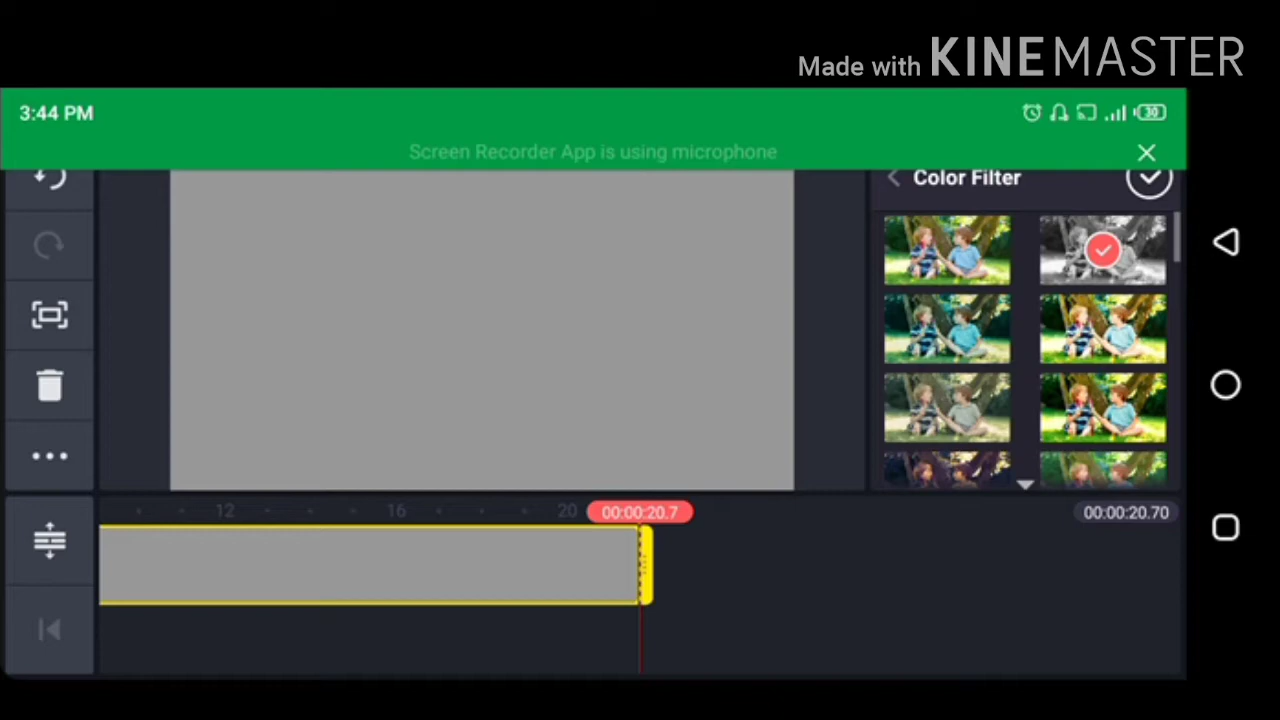 Made with KINEMASTER
3:44 PM
30
Screen Recorder App is using microphone
Color Filter
12
16
20
00:00:20.7
00:00:20.70